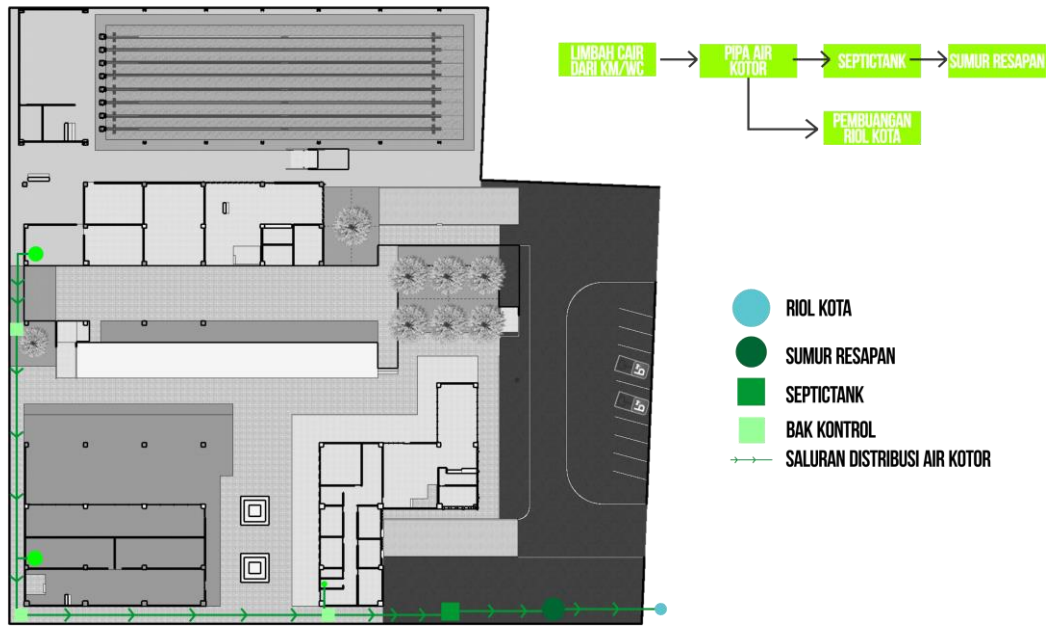 LIMBAH CAIR
DARI KM/WC
PIPA AIR
KOTOR
SEPTICTANK
SUMUR RESAPAN
PEMBUANGAN
RIOL KOTA
RIOL KOTA
SUMUR RESAPAN
SEPTICTANK
BAK KONTROL
SALURAN DISTRIBUSI AIR KOTOR